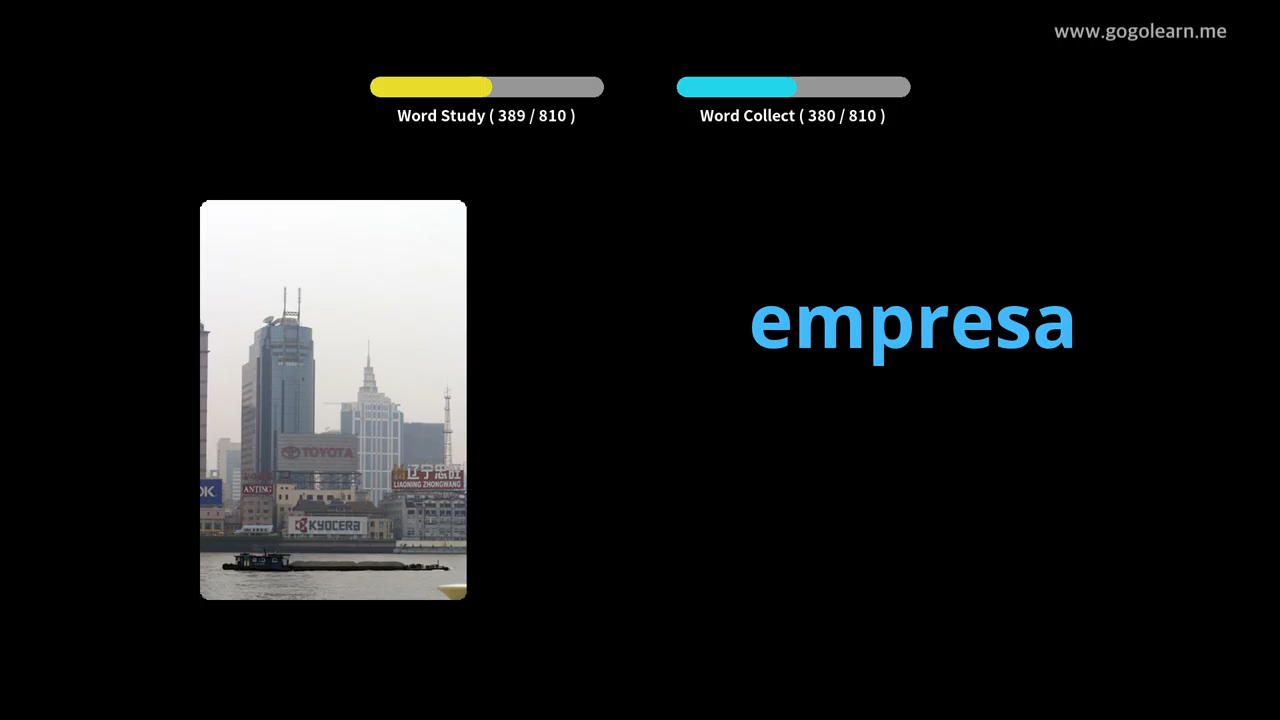 www.gogolearn.me
Word Study ( 389 / 810 )
Word Collect ( 380 / 810 )
empresa
TOYOTA
辽宁忠旺
LIAONING ZHONGWANG
OK
ANTING
KYOCERA